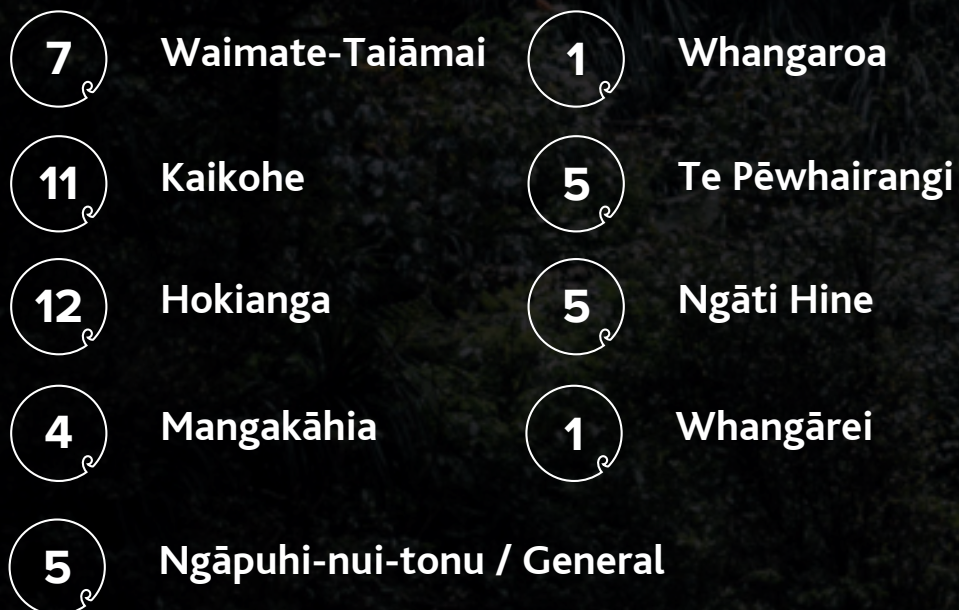 7 Waimate-Taiāmai 1 Whangaroa
11 Kaikohe 5 Te Pēwhairangi
12 Hokianga 5 Ngāti Hine
4 Mangakāhia 1 Whangārei
5 Ngāpuhi-nui-tonu / General